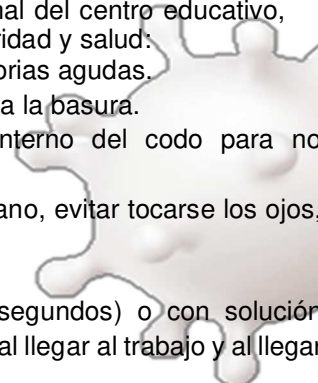 nal del centro educativo,
ridad y salud:
orias agudas.
a la basura.
nterno del codo para no
ano, evitar tocarse los ojos,
segundos) o con solución
al llegar al trabajo y al llegar